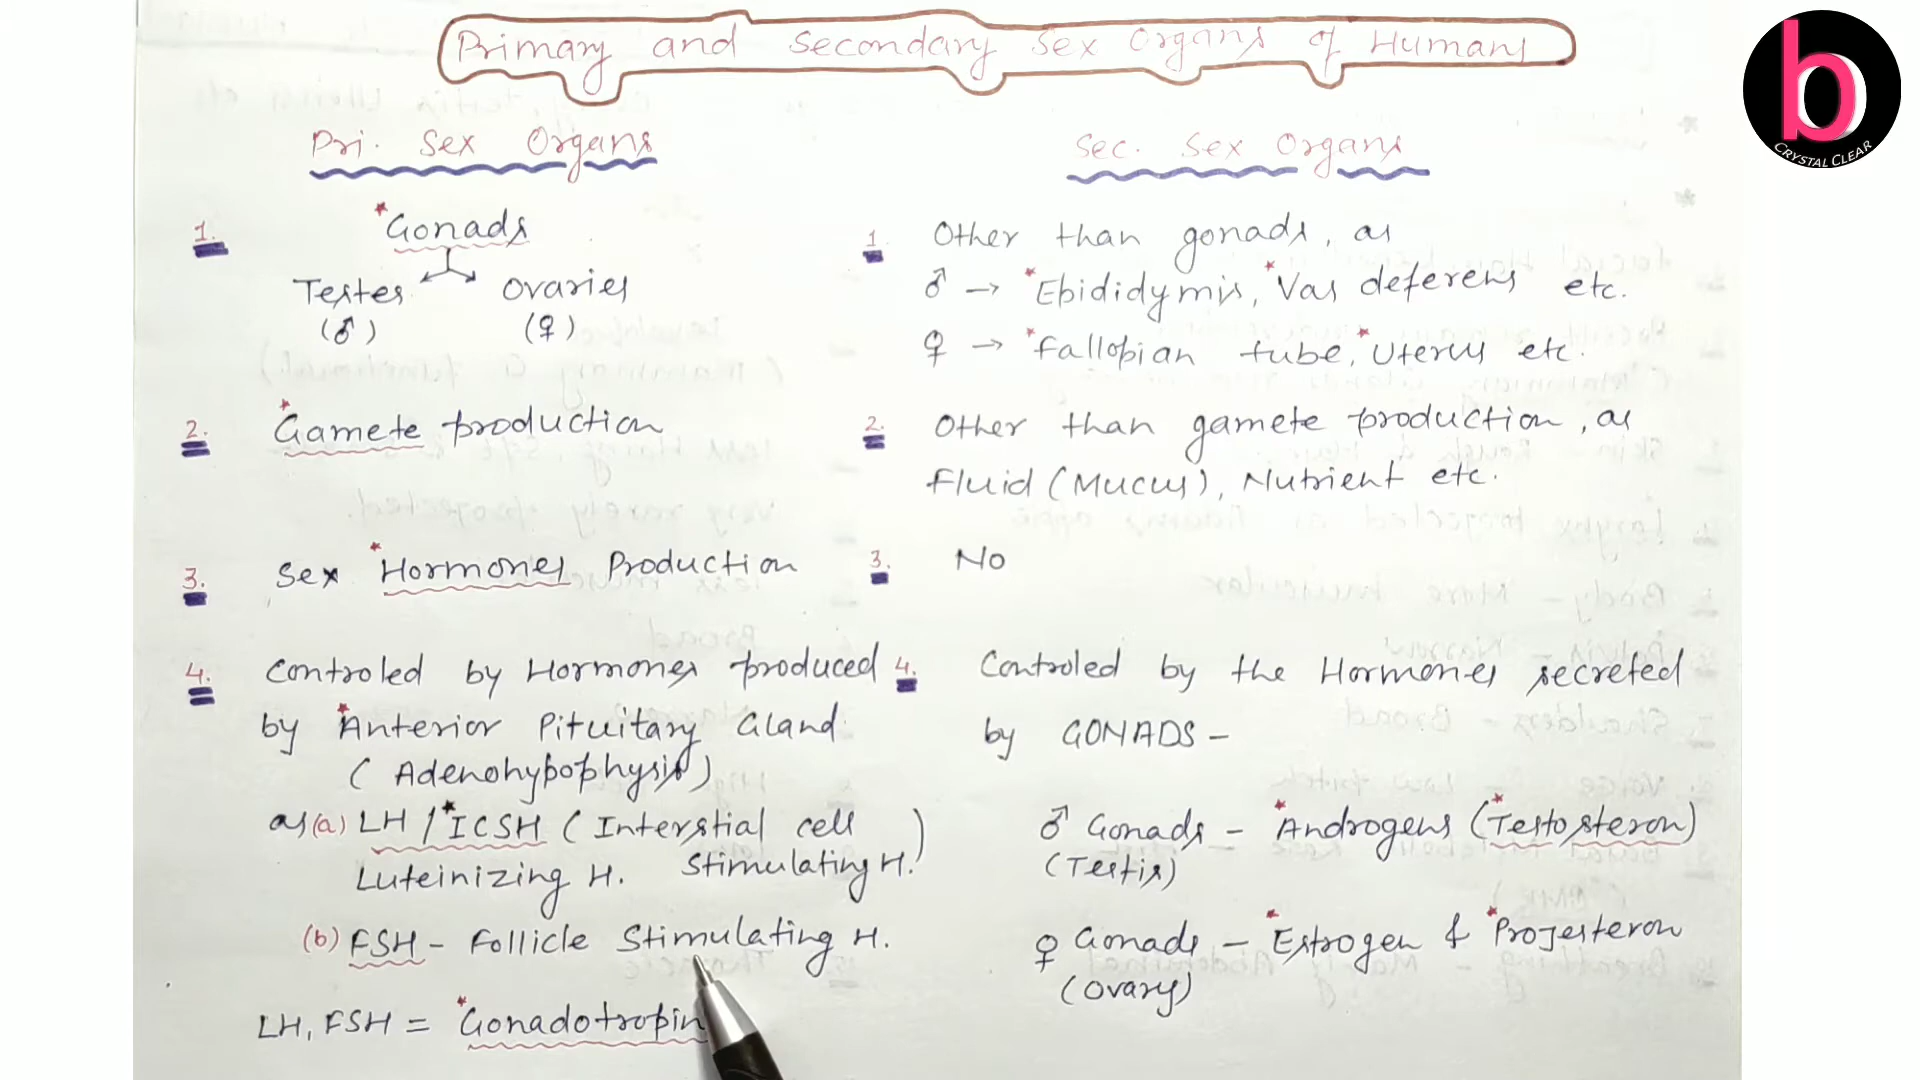 Primary and Secondary Sex Organs of Humans
b
CRYSTAL CLEAR
Pri. Sex Organs
1. *Gonads
Testes Ovaries
(♂) (♀)
2. *Gamete production
3. Sex *Hormones Production
4. Controled by Hormones produced
by *Anterior Pituitary Gland
(Adenohypophysis)
as (a) LH / *ICSH (Interstial cell
Luteinizing H. Stimulating H.)
(b) FSH - Follicle Stimulating H.
LH, FSH = *Gonadotropin
Sec. Sex Organs
1. Other than gonads, as
♂ → *Epididymis, *Vas deferens etc.
♀ → *Fallopian tube, *Uterus etc.
2. Other than gamete production, as
Fluid (Mucus), Nutrient etc.
3. No
4. Controled by the Hormones secreted
by GONADS -
♂ Gonads - *Androgens (*Testosteron)
(Testis)
♀ Gonads - *Estrogen & *Projesteron
(Ovary)